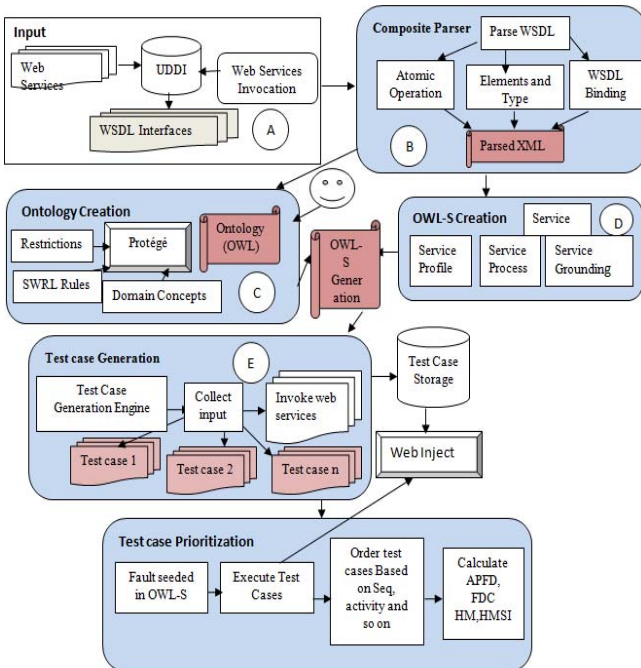 Input
Web
Services
UDDI
Web Services
Invocation
WSDL Interfaces
A
Composite Parser
Parse WSDL
Atomic
Operation
Elements and
Type
WSDL
Binding
Parsed XML
B
Ontology Creation
Restrictions
Protégé
Ontology
(OWL)
SWRL Rules
Domain Concepts
C
OWL-
S
Gener
ation
OWL-S Creation
Service
D
Service
Profile
Service
Process
Service
Grounding
Test case Generation
E
Test Case
Generation Engine
Collect
input
Invoke web
services
Test case 1
Test case 2
Test case n
Test Case
Storage
Web Inject
Test case Prioritization
Fault seeded
in OWL-S
Execute Test
Cases
Order test
cases Based
on Seq,
activity and
so on
Calculate
APFD,
FDC
HM,HMSI